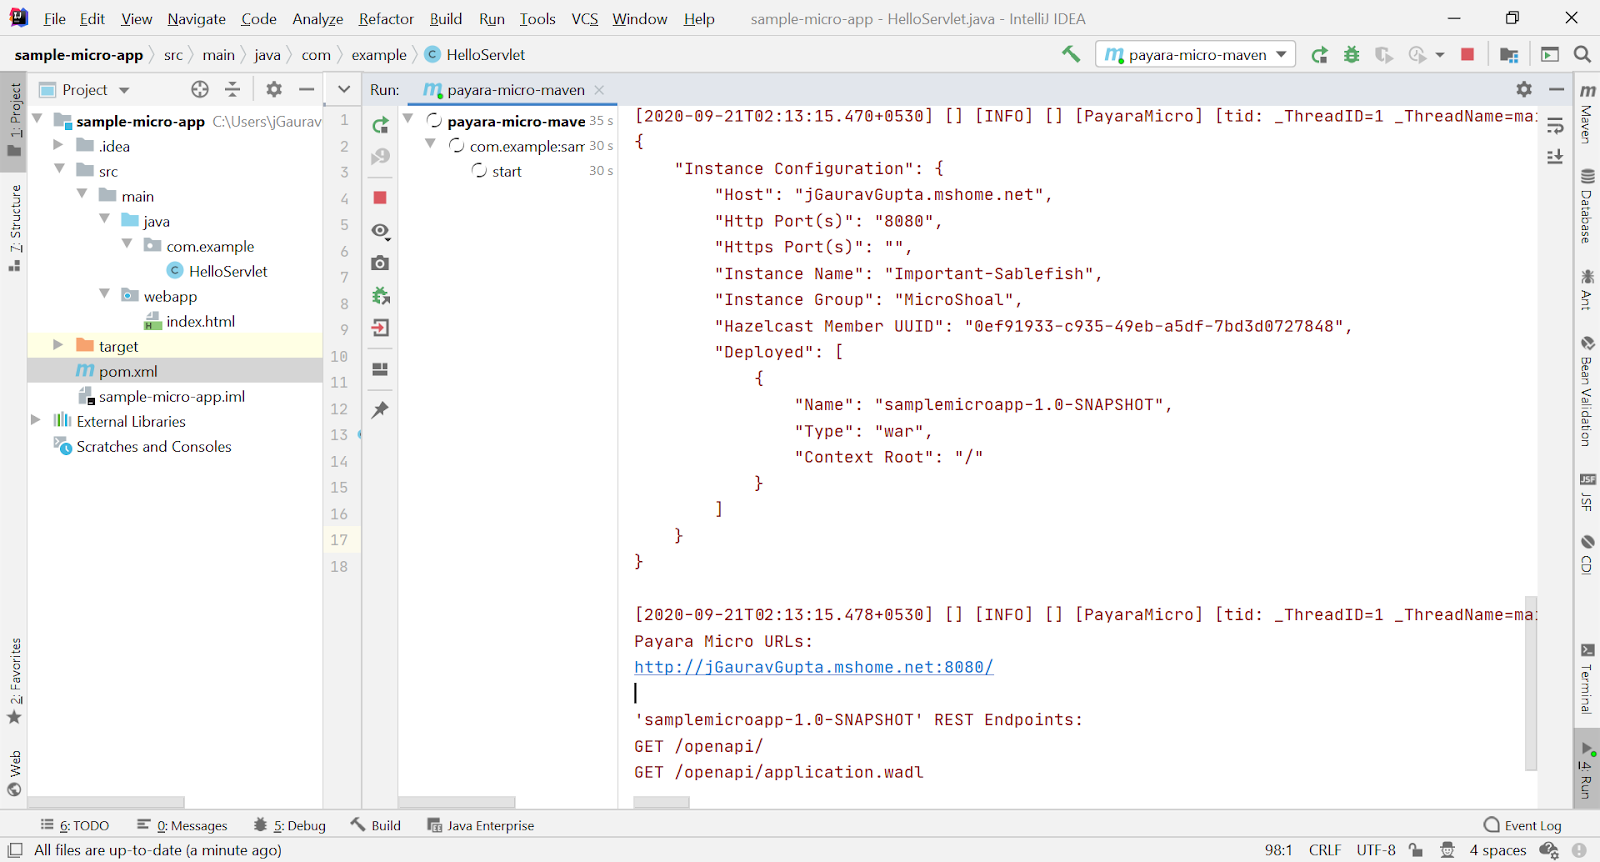 File Edit View Navigate Code Analyze Refactor Build Run Tools VCS Window Help sample-micro-app - HelloServlet.java - IntelliJ IDEA
sample-micro-app src main java com example C HelloServlet m payara-micro-maven
1: Project
7: Structure
2: Favorites
Web
Project
sample-micro-app C:\Users\jGaurav
.idea
src
main
java
com.example
C HelloServlet
webapp
H index.html
target
m pom.xml
sample-micro-app.iml
External Libraries
Scratches and Consoles
1
2
3
4
5
6
7
8
9
10
11
12
13
14
15
16
17
18
Run: m payara-micro-maven
payara-micro-mave 35 s
com.example:sam 30 s
start 30 s
[2020-09-21T02:13:15.470+0530] [] [INFO] [] [PayaraMicro] [tid: _ThreadID=1 _ThreadName=mai
{
"Instance Configuration": {
"Host": "jGauravGupta.mshome.net",
"Http Port(s)": "8080",
"Https Port(s)": "",
"Instance Name": "Important-Sablefish",
"Instance Group": "MicroShoal",
"Hazelcast Member UUID": "0ef91933-c935-49eb-a5df-7bd3d0727848",
"Deployed": [
{
"Name": "samplemicroapp-1.0-SNAPSHOT",
"Type": "war",
"Context Root": "/"
}
]
}
}
[2020-09-21T02:13:15.478+0530] [] [INFO] [] [PayaraMicro] [tid: _ThreadID=1 _ThreadName=mai
Payara Micro URLs:
http://jGauravGupta.mshome.net:8080/
'samplemicroapp-1.0-SNAPSHOT' REST Endpoints:
GET /openapi/
GET /openapi/application.wadl
m Maven
Database
Ant
Bean Validation
JSF JSF
CDI
Terminal
4: Run
6: TODO 0: Messages 5: Debug Build Java Enterprise Event Log
All files are up-to-date (a minute ago) 98:1 CRLF UTF-8 4 spaces